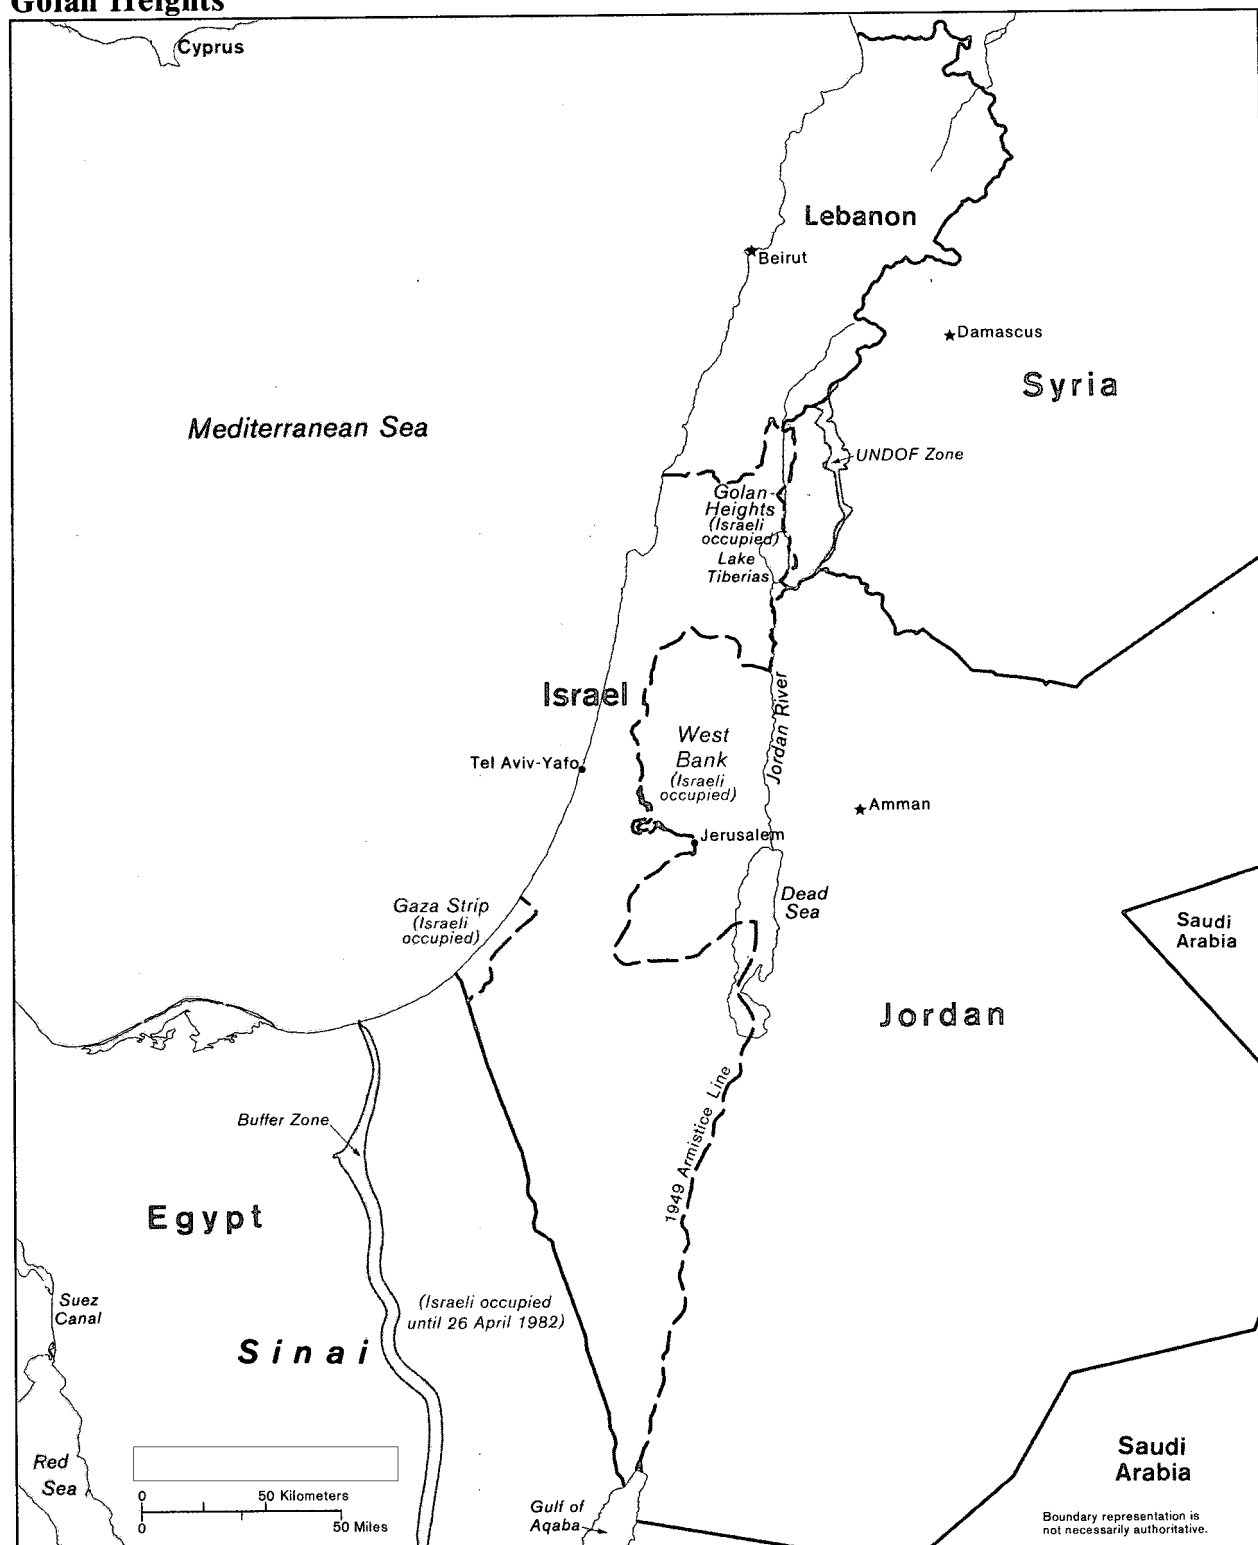 Golan Heights
Cyprus
Lebanon
Beirut
Damascus
Syria
Mediterranean Sea
UNDOF Zone
Golan
Heights
(Israeli
occupied)
Lake
Tiberias
Israel
West
Bank
(Israeli
occupied)
Jordan River
Tel Aviv-Yafo
Amman
Jerusalem
Gaza Strip
(Israeli
occupied)
Dead
Sea
Saudi
Arabia
Jordan
1949 Armistice Line
Buffer Zone
Egypt
Suez
Canal
(Israeli occupied
until 26 April 1982)
Sinai
Red
Sea
0 50 Kilometers
0 50 Miles
Gulf of
Aqaba
Saudi
Arabia
Boundary representation is
not necessarily authoritative.